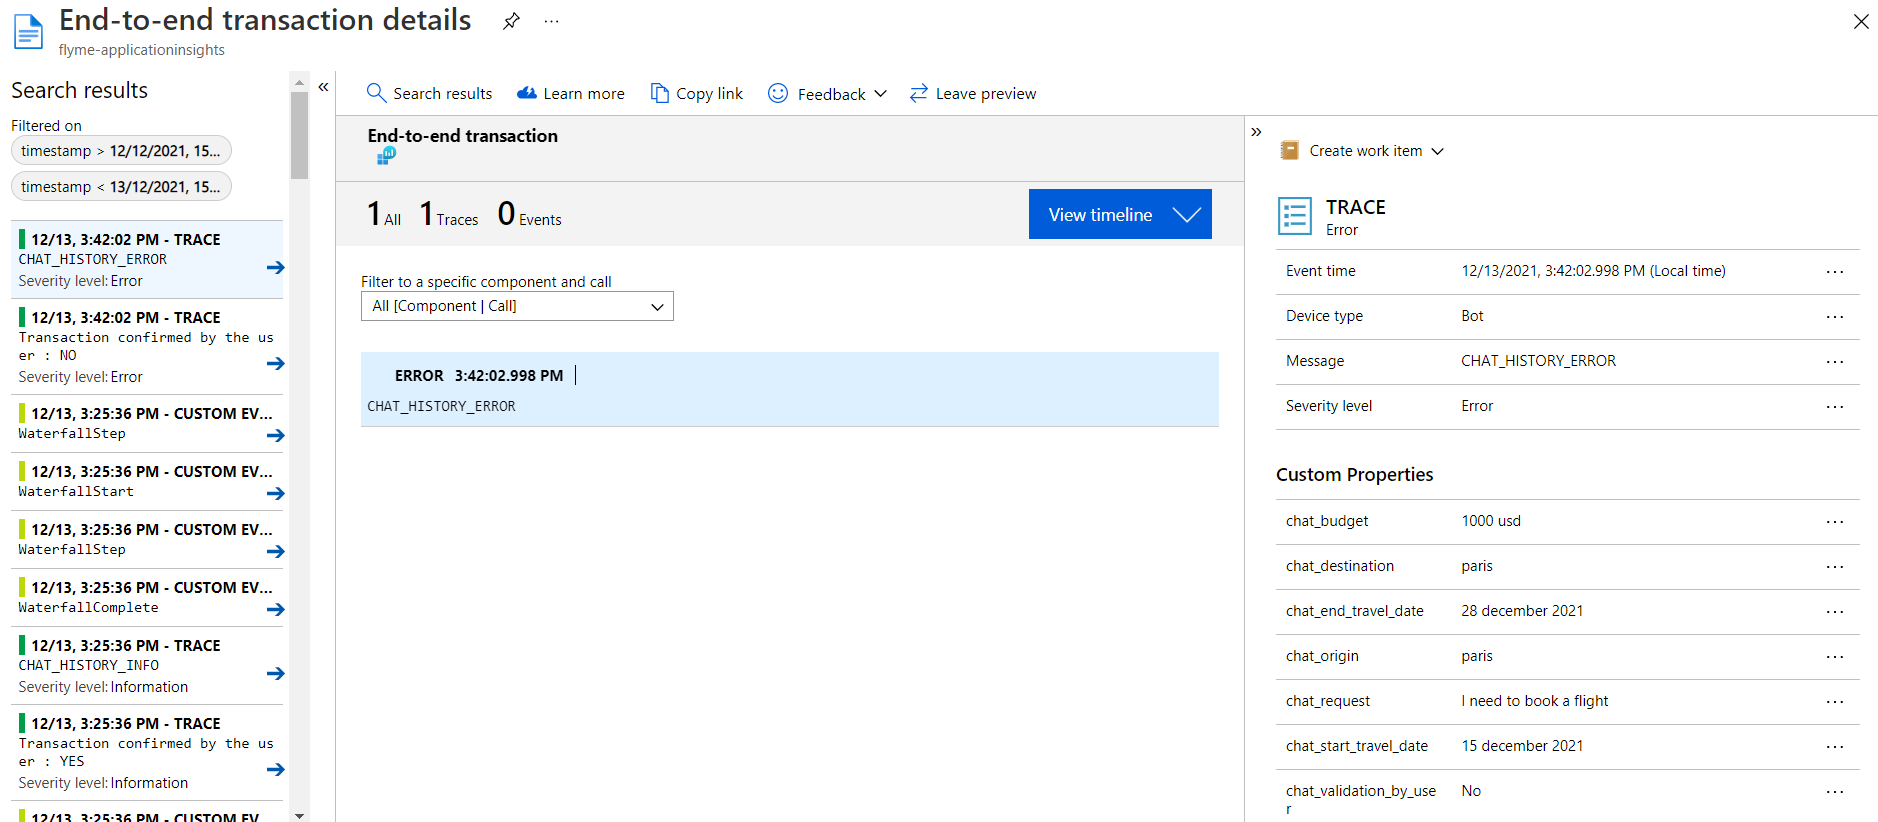 End-to-end transaction details
flyme-applicationinsights
Search results
Filtered on
timestamp > 12/12/2021, 15...
timestamp < 13/12/2021, 15...
12/13, 3:42:02 PM - TRACE
CHAT_HISTORY_ERROR
Severity level: Error
12/13, 3:42:02 PM - TRACE
Transaction confirmed by the us
er : NO
Severity level: Error
12/13, 3:25:36 PM - CUSTOM EV...
WaterfallStep
12/13, 3:25:36 PM - CUSTOM EV...
WaterfallStart
12/13, 3:25:36 PM - CUSTOM EV...
WaterfallStep
12/13, 3:25:36 PM - CUSTOM EV...
WaterfallComplete
12/13, 3:25:36 PM - TRACE
CHAT_HISTORY_INFO
Severity level: Information
12/13, 3:25:36 PM - TRACE
Transaction confirmed by the us
er : YES
Severity level: Information
12/13, 3:25:36 PM - CUSTOM EV...
Search results Learn more Copy link Feedback Leave preview
End-to-end transaction
1 All 1 Traces 0 Events
View timeline
Filter to a specific component and call
All [Component | Call]
ERROR 3:42:02.998 PM
CHAT_HISTORY_ERROR
Create work item
TRACE
Error
Event time 12/13/2021, 3:42:02.998 PM (Local time) ...
Device type Bot ...
Message CHAT_HISTORY_ERROR ...
Severity level Error ...
Custom Properties
chat_budget 1000 usd ...
chat_destination paris ...
chat_end_travel_date 28 december 2021 ...
chat_origin paris ...
chat_request I need to book a flight ...
chat_start_travel_date 15 december 2021 ...
chat_validation_by_use No ...
r